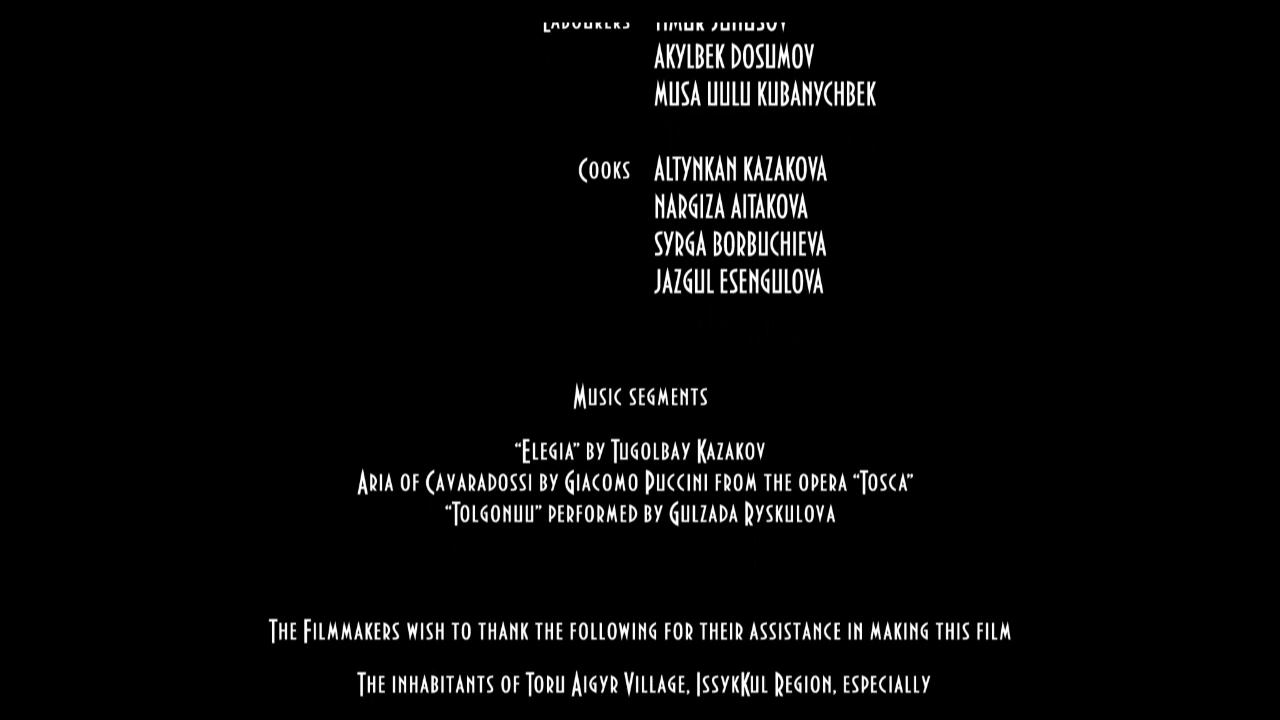 AKYLBEK DOSUMOV
MUSA UULU KUBANYCHBEK
COOKS ALTYNKAN KAZAKOVA
NARGIZA AITAKOVA
SYRGA BORBUCHIEVA
JAZGUL ESENGULOVA
MUSIC SEGMENTS
“ELEGIA” BY TUGOLBAY KAZAKOV
ARIA OF CAVARADOSSI BY GIACOMO PUCCINI FROM THE OPERA “TOSCA”
“TOLGONUU” PERFORMED BY GULZADA RYSKULOVA
THE FILMMAKERS WISH TO THANK THE FOLLOWING FOR THEIR ASSISTANCE IN MAKING THIS FILM
THE INHABITANTS OF TORU AIGYR VILLAGE, ISSYKKUL REGION, ESPECIALLY